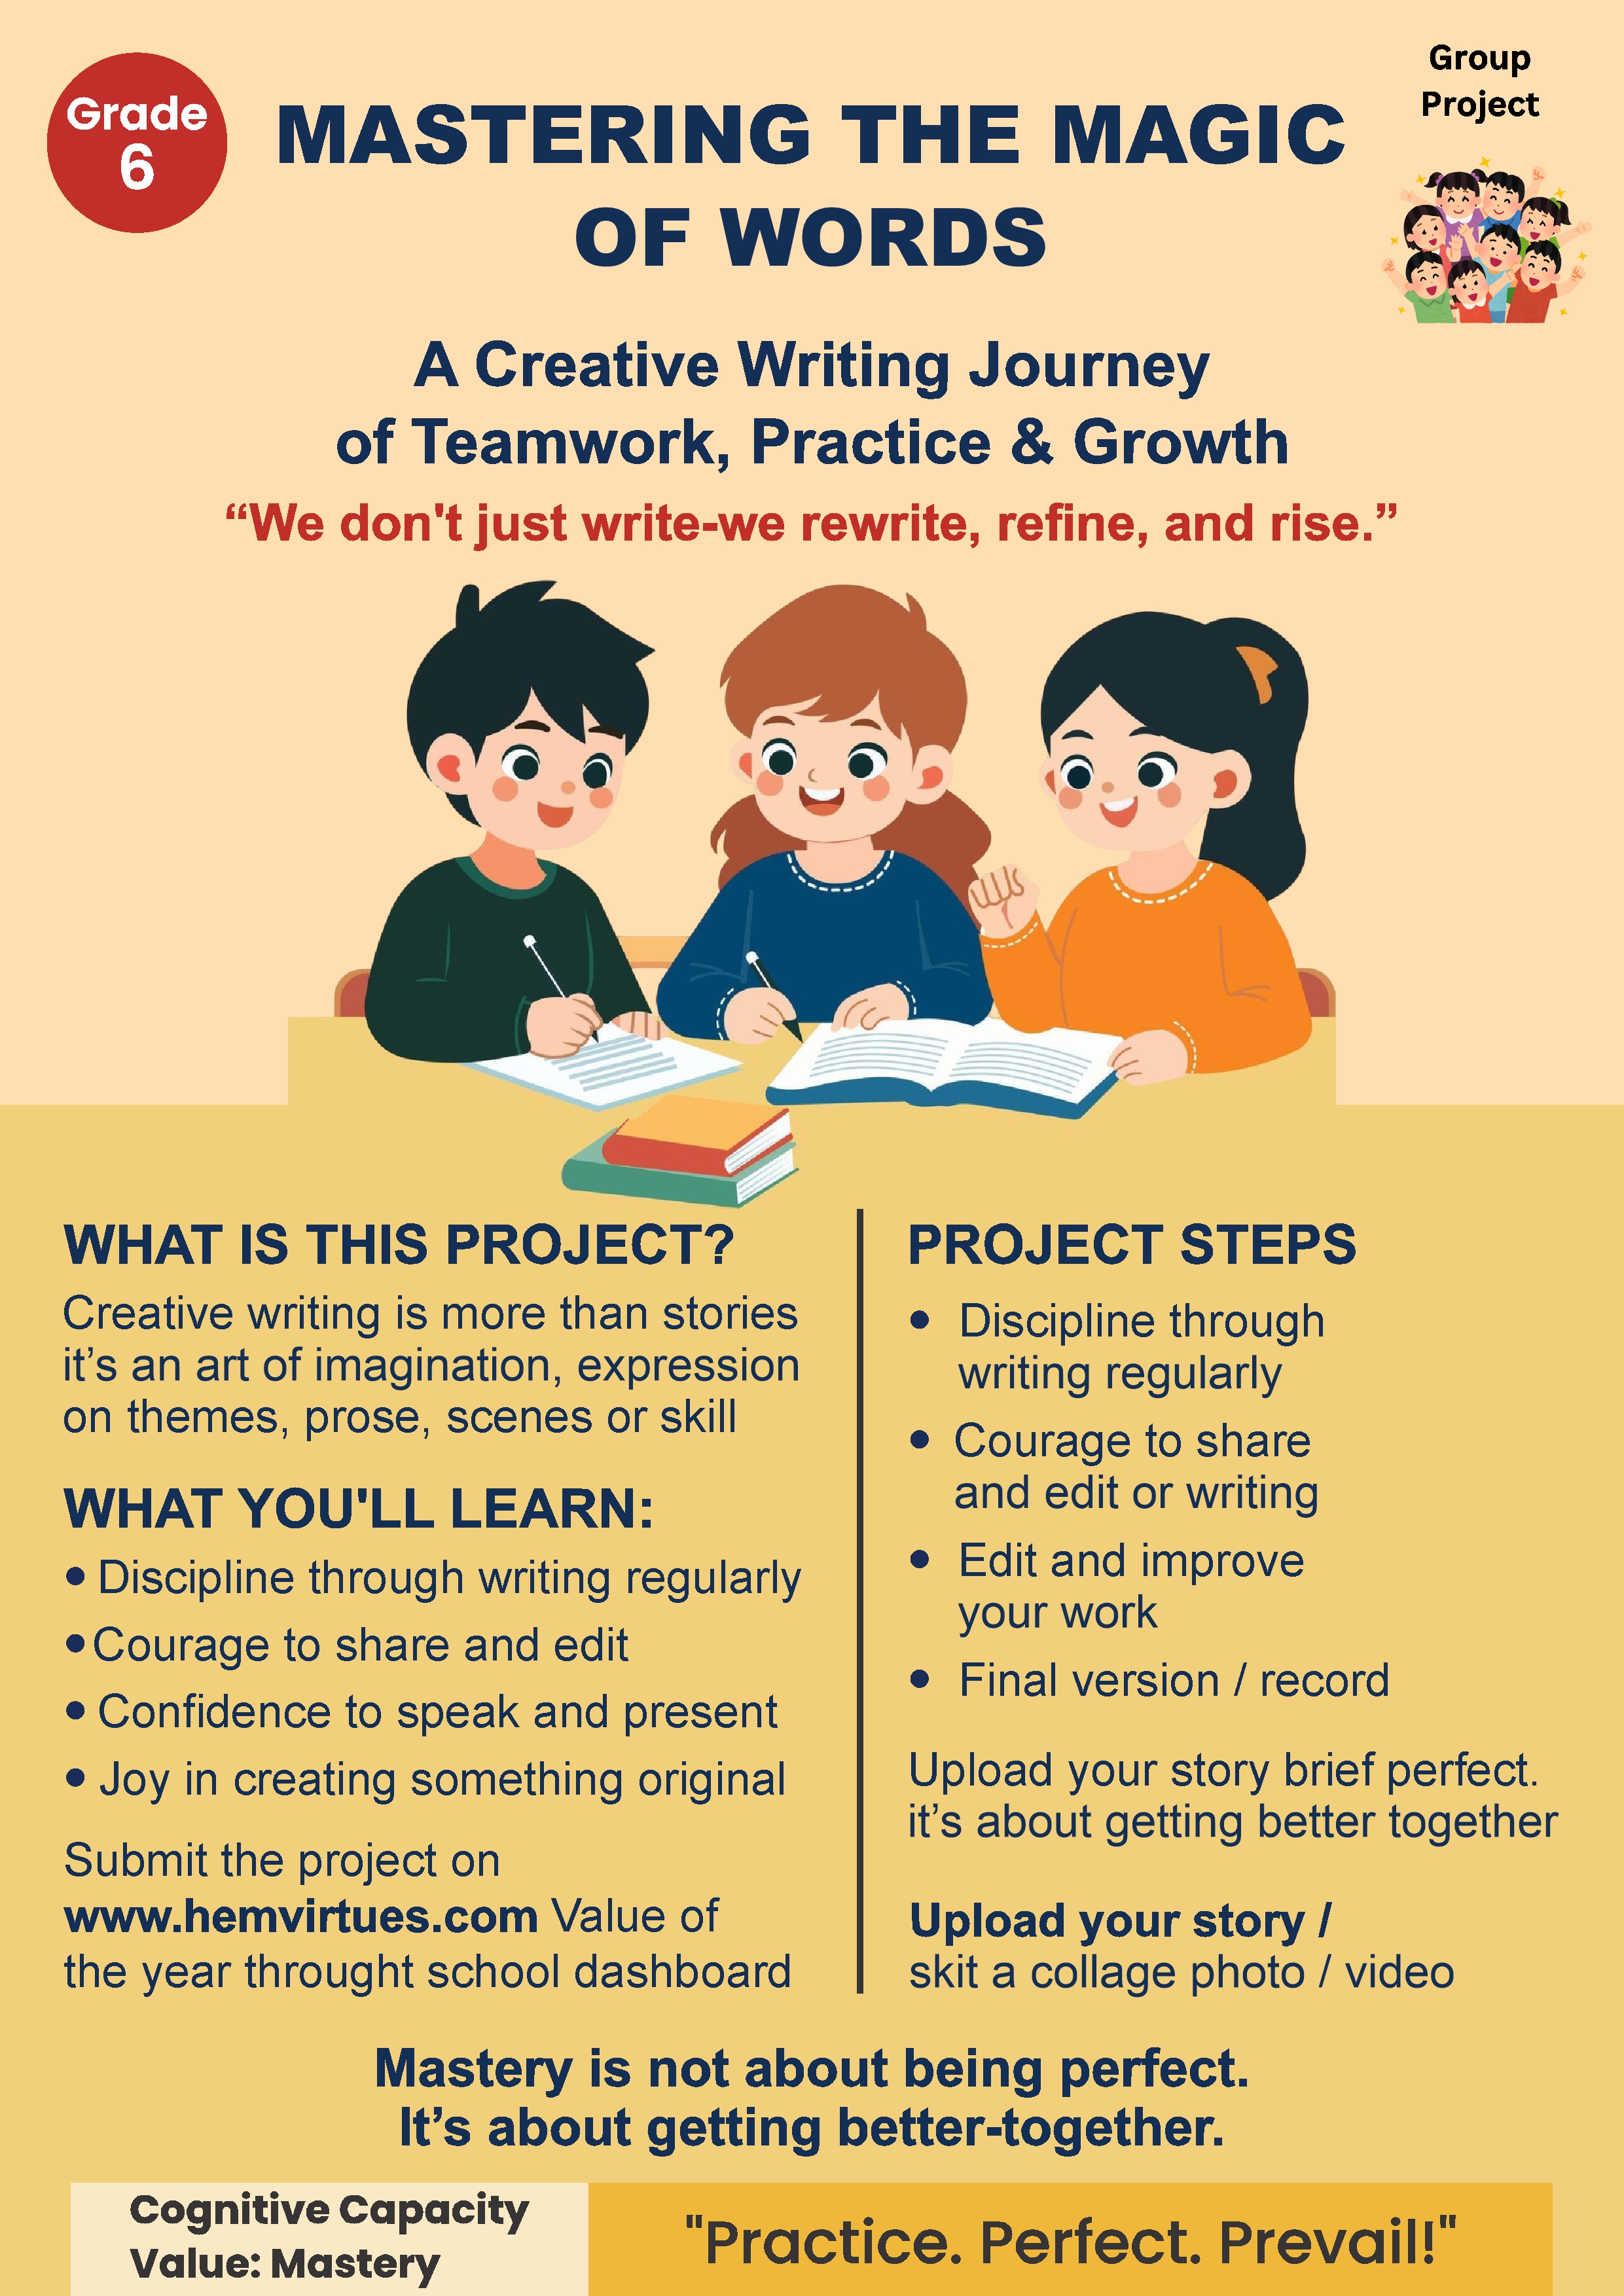 Grade
6
Group
Project
MASTERING THE MAGIC
OF WORDS
A Creative Writing Journey
of Teamwork, Practice & Growth
“We don't just write-we rewrite, refine, and rise.”
WHAT IS THIS PROJECT?
Creative writing is more than stories
it’s an art of imagination, expression
on themes, prose, scenes or skill
WHAT YOU'LL LEARN:
• Discipline through writing regularly
• Courage to share and edit
• Confidence to speak and present
• Joy in creating something original
Submit the project on
www.hemvirtues.com Value of
the year throught school dashboard
PROJECT STEPS
• Discipline through
writing regularly
• Courage to share
and edit or writing
• Edit and improve
your work
• Final version / record
Upload your story brief perfect.
it’s about getting better together
Upload your story /
skit a collage photo / video
Mastery is not about being perfect.
It’s about getting better-together.
Cognitive Capacity
Value: Mastery
"Practice. Perfect. Prevail!"